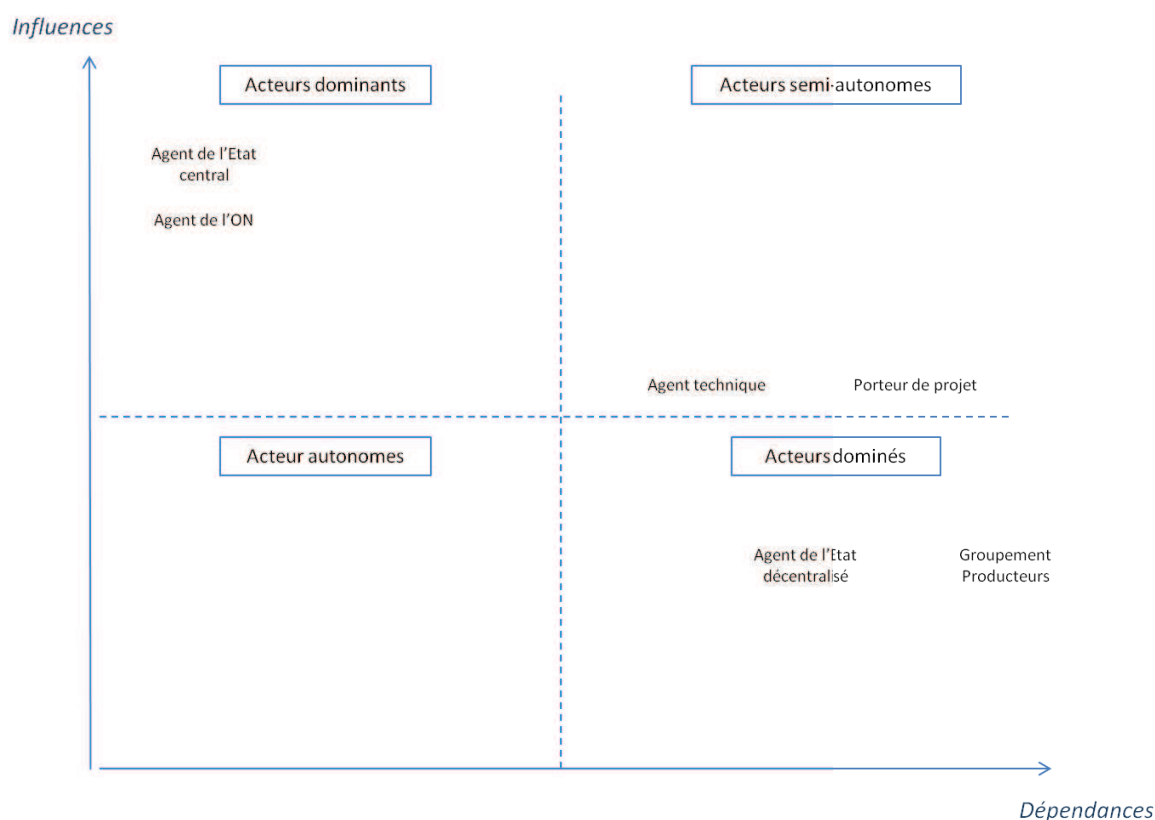 Influences
Acteurs dominants
Acteurs semi-autonomes
Agent de l'Etat
central
Agent de l'ON
Agent technique
Porteur de projet
Acteur autonomes
Acteurs dominés
Agent de l'Etat
décentralisé
Groupement
Producteurs
Dépendances